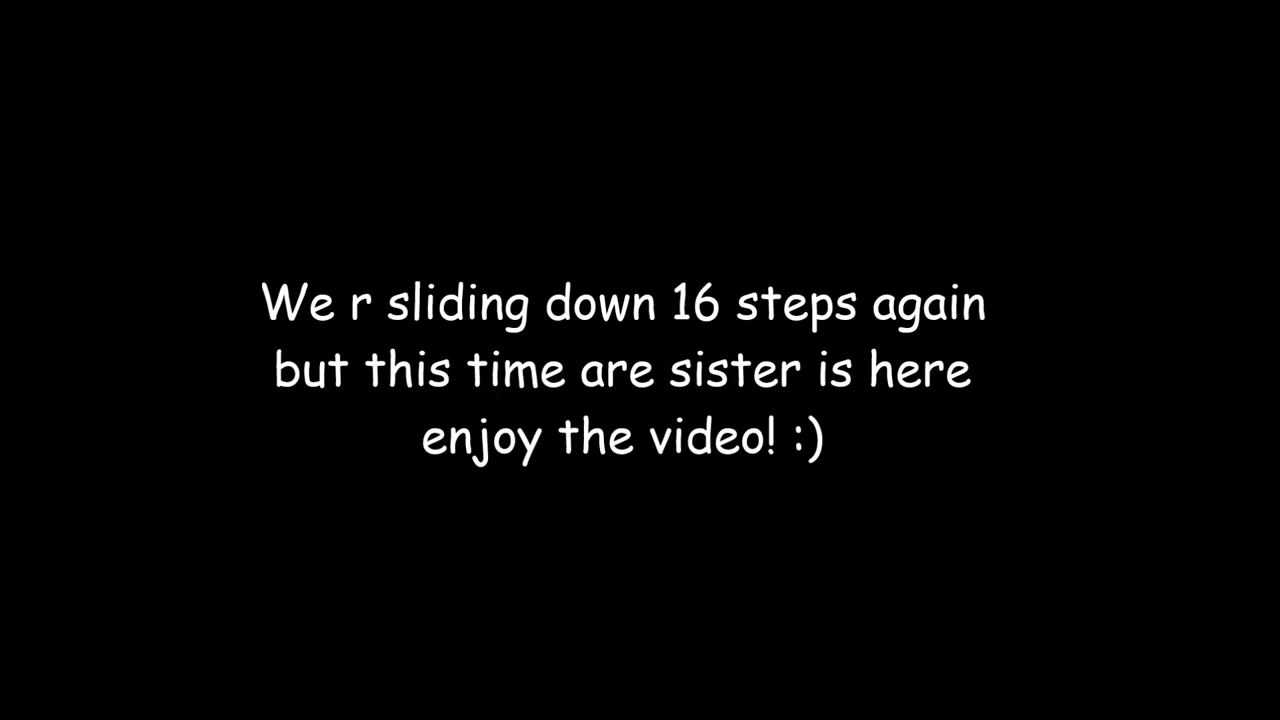 We r sliding down 16 steps again
but this time are sister is here
enjoy the video! :)